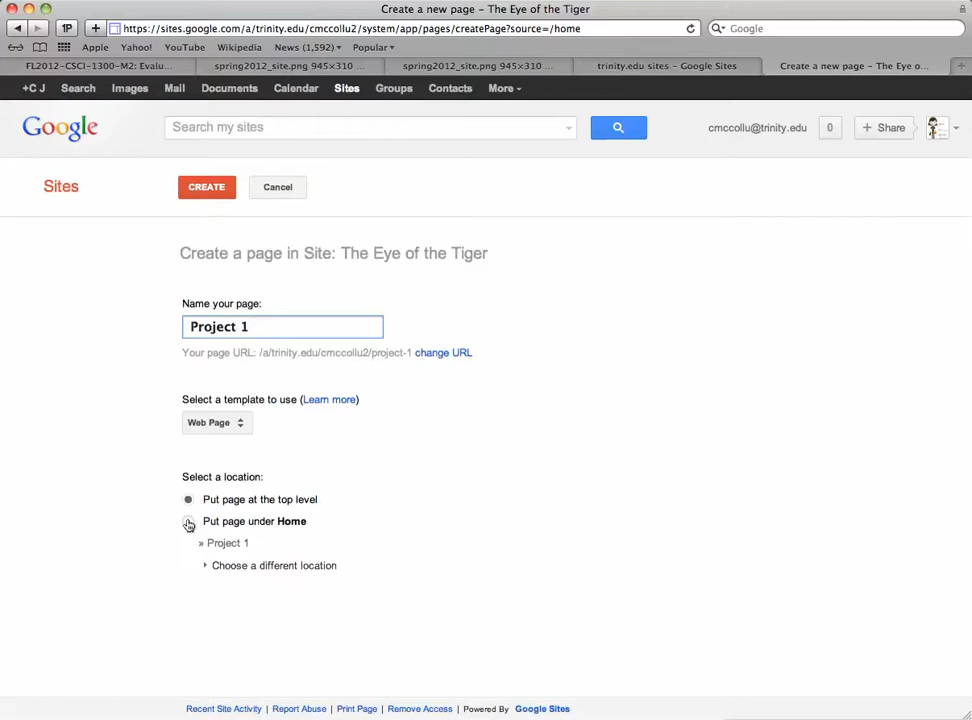 Create a new page – The Eye of the Tiger
1P + https://sites.google.com/a/trinity.edu/cmccollu2/system/app/pages/createPage?source=/home Google
Apple Yahoo! YouTube Wikipedia News (1,592) Popular
FL2012-CSCI-1300-M2: Evalu... spring2012_site.png 945×310 ... spring2012_site.png 945×310 ... trinity.edu sites – Google Sites Create a new page – The Eye o...
+C J Search Images Mail Documents Calendar Sites Groups Contacts More
Google Search my sites cmccollu@trinity.edu 0 + Share
Sites CREATE Cancel
Create a page in Site: The Eye of the Tiger
Name your page:
Project 1
Your page URL: /a/trinity.edu/cmccollu2/project-1 change URL
Select a template to use (Learn more)
Web Page
Select a location:
Put page at the top level
Put page under Home
» Project 1
Choose a different location
Recent Site Activity | Report Abuse | Print Page | Remove Access | Powered By Google Sites